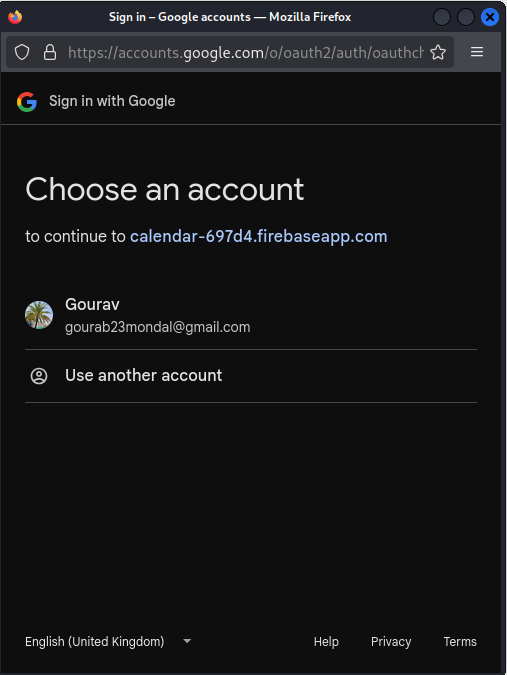 Sign in – Google accounts — Mozilla Firefox
https://accounts.google.com/o/oauth2/auth/oauthch
Sign in with Google
Choose an account
to continue to calendar-697d4.firebaseapp.com
Gourav
gourab23mondal@gmail.com
Use another account
English (United Kingdom) Help Privacy Terms